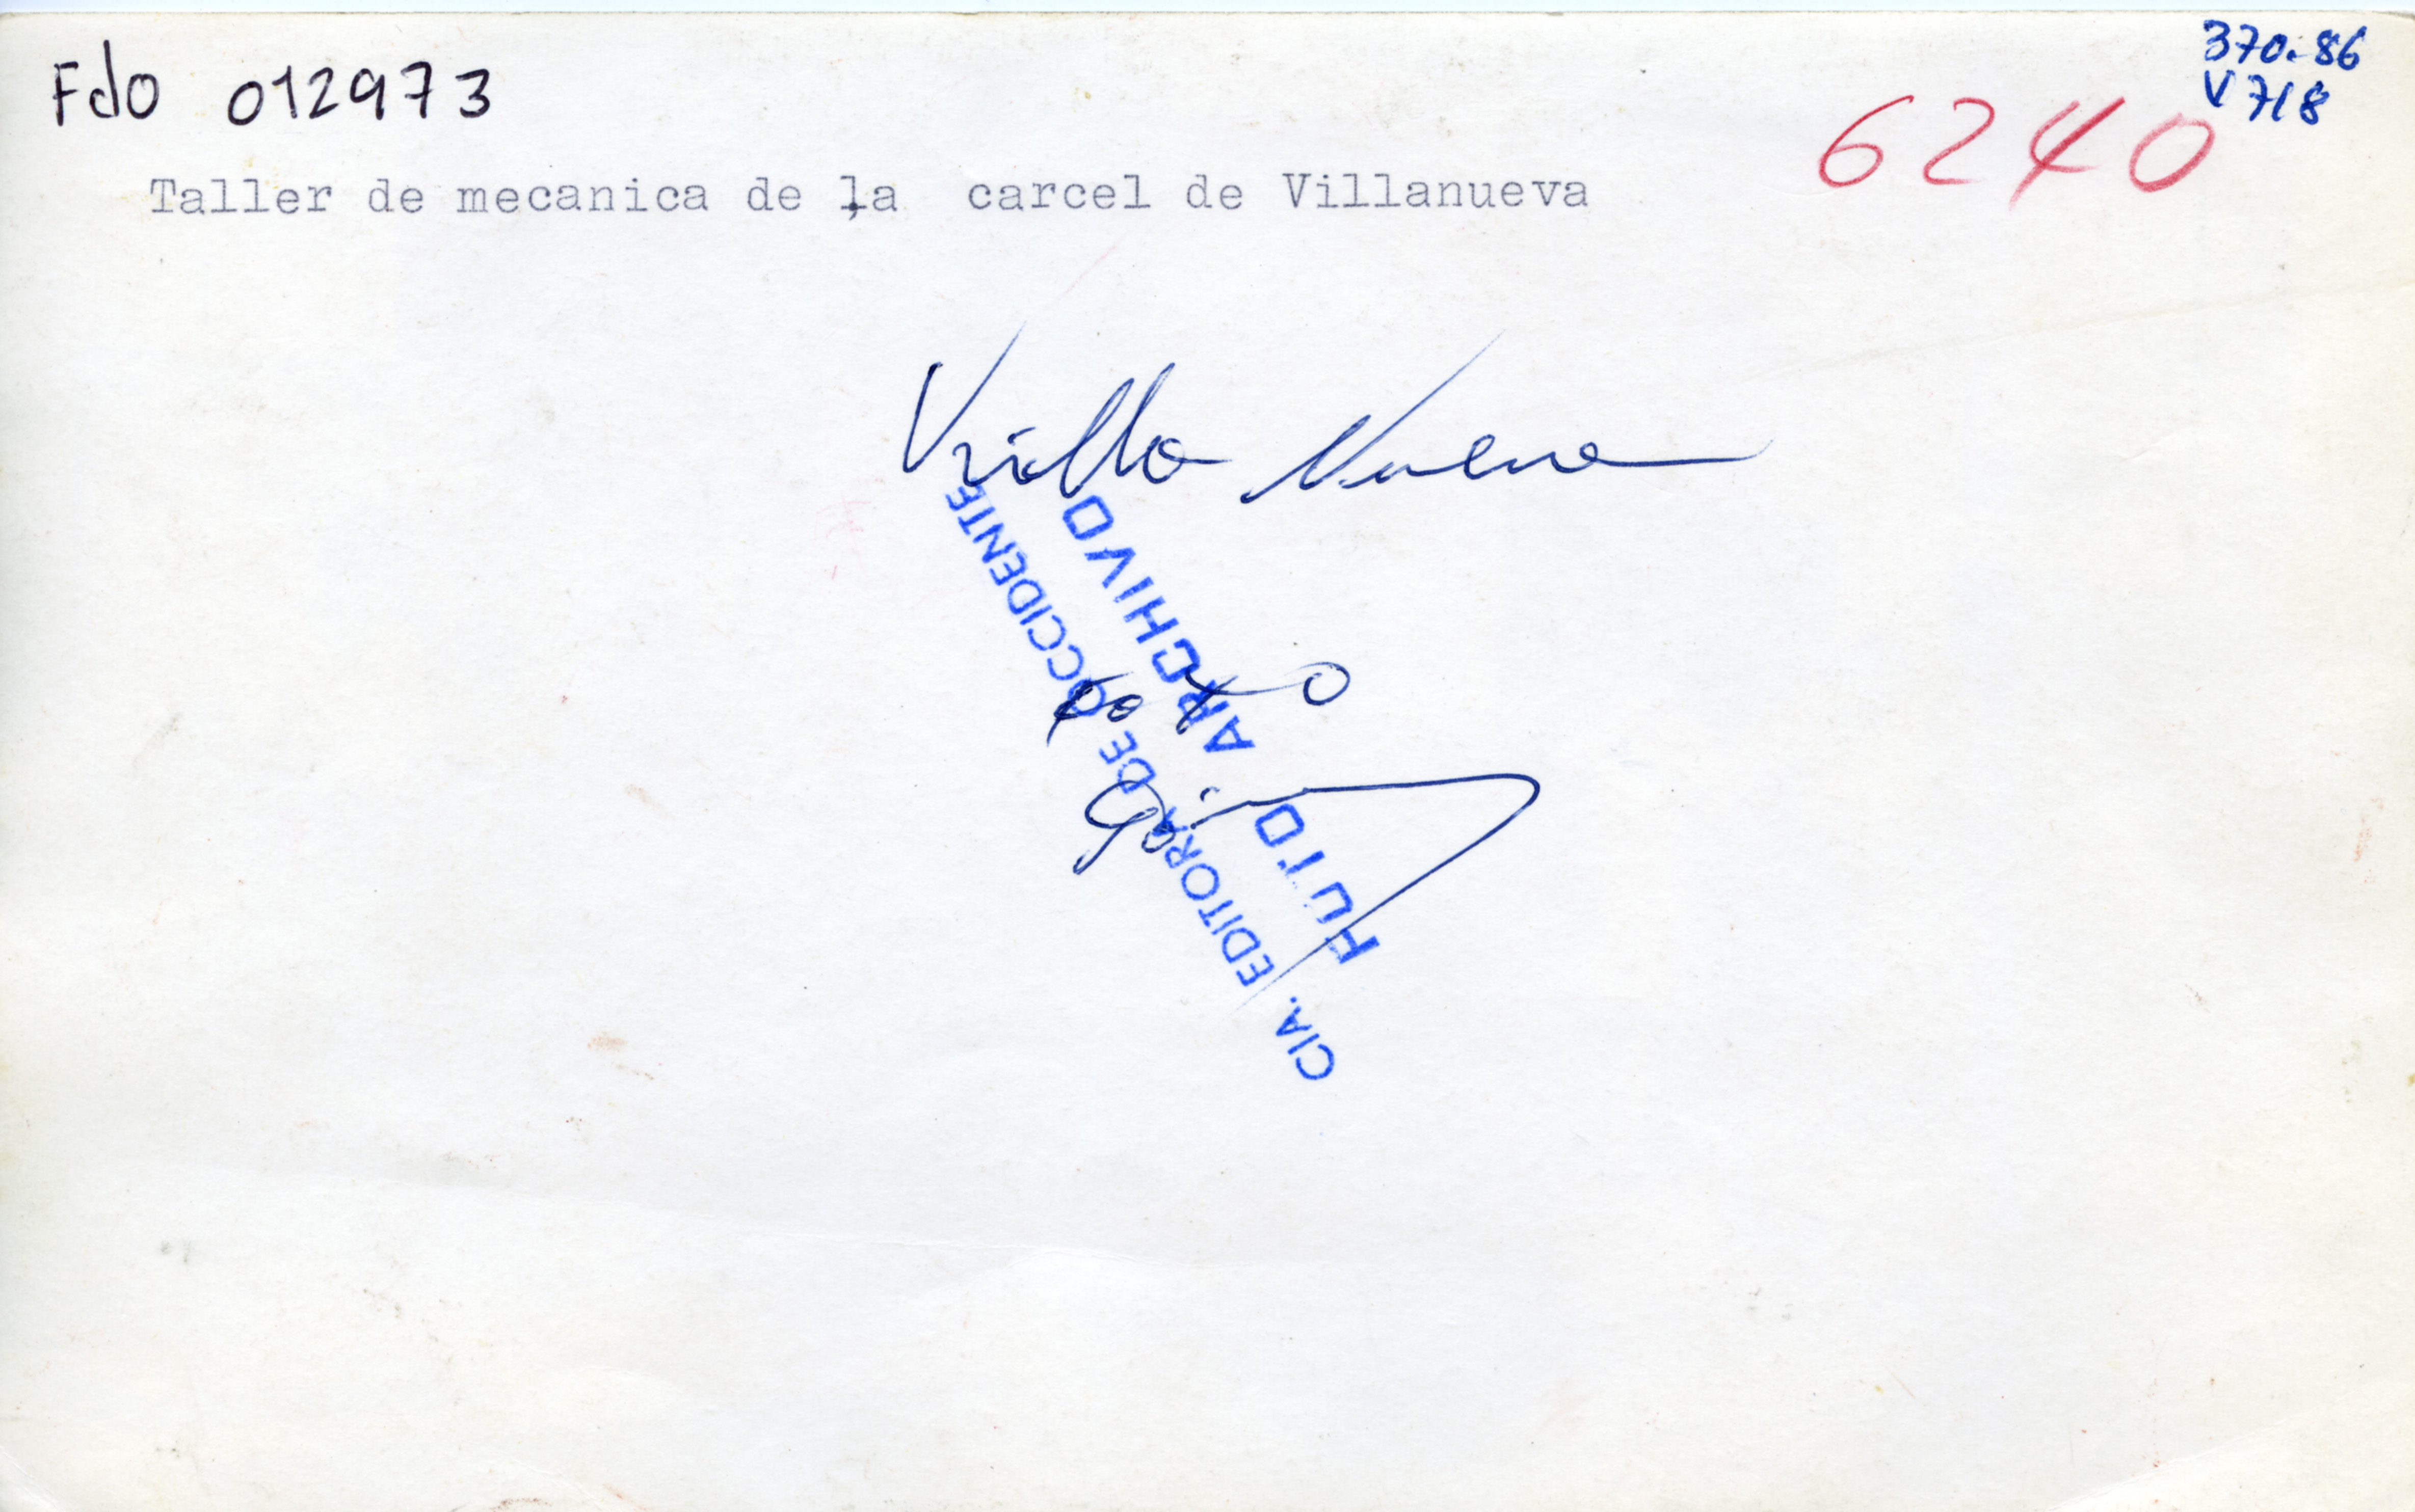 370.86
V718
Fdo 012973
6240
Taller de mecanica de la carcel de Villanueva
Villa Nueva
CIA. EDITORA DE OCCIDENTE
FOTO. ARCHIVO